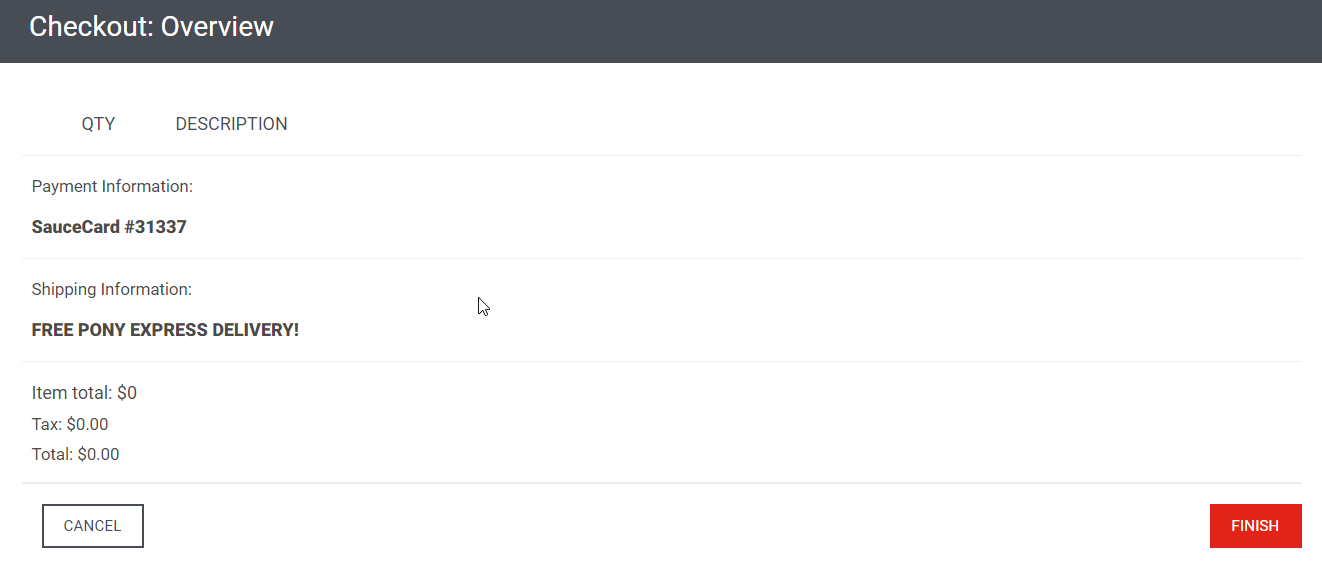 Checkout: Overview
QTY DESCRIPTION
Payment Information:
SauceCard #31337
Shipping Information:
FREE PONY EXPRESS DELIVERY!
Item total: $0
Tax: $0.00
Total: $0.00
CANCEL FINISH